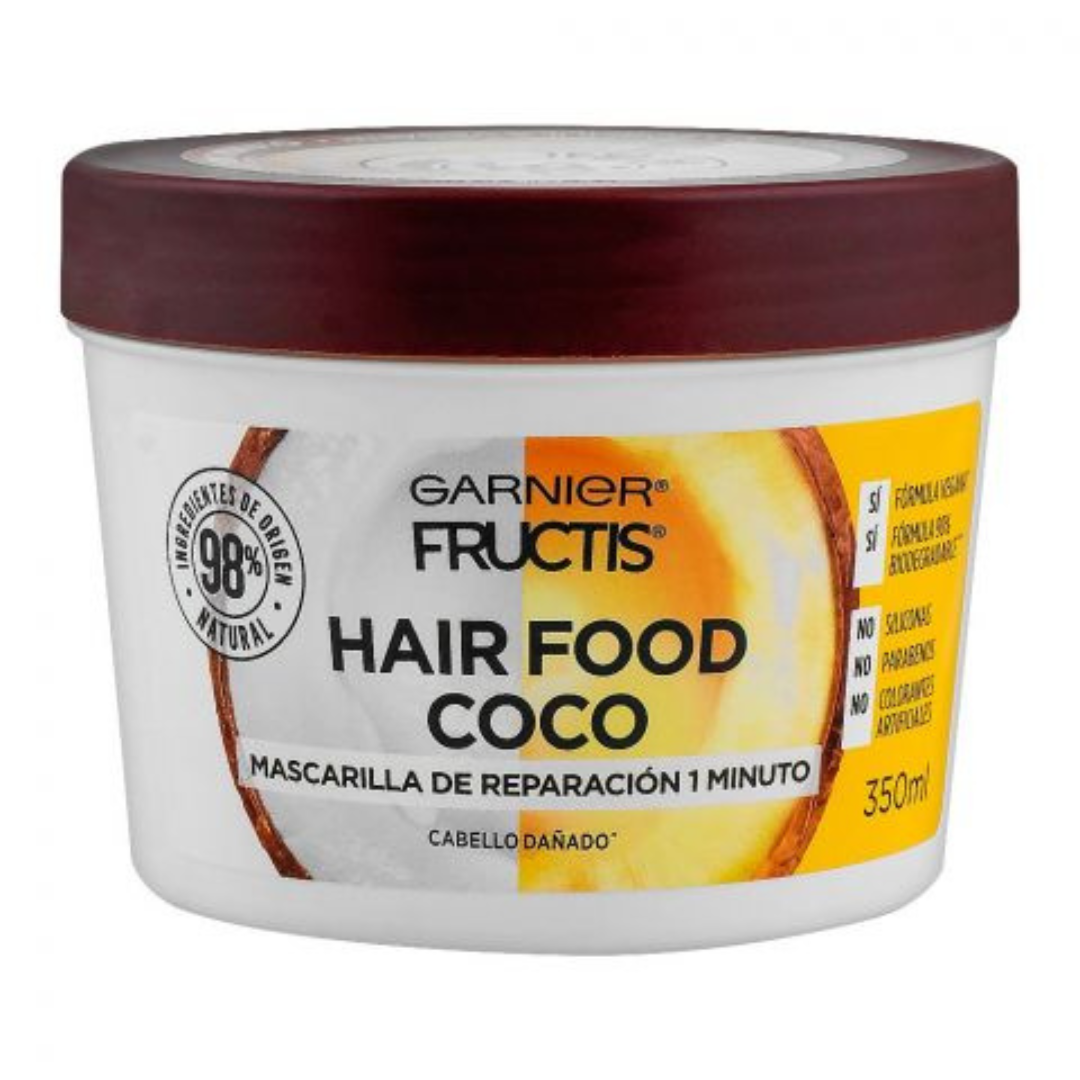 GARNIER®
FRUCTIS®
HAIR FOOD
COCO
MASCARILLA DE REPARACIÓN 1 MINUTO
CABELLO DAÑADO*
INGREDIENTES DE ORIGEN
98%
NATURAL
SÍ FÓRMULA VEGANA*
SÍ FÓRMULA 98%
BIODEGRADABLE**
NO SILICONAS
NO PARABENOS
NO COLORANTES
ARTIFICIALES
350ml